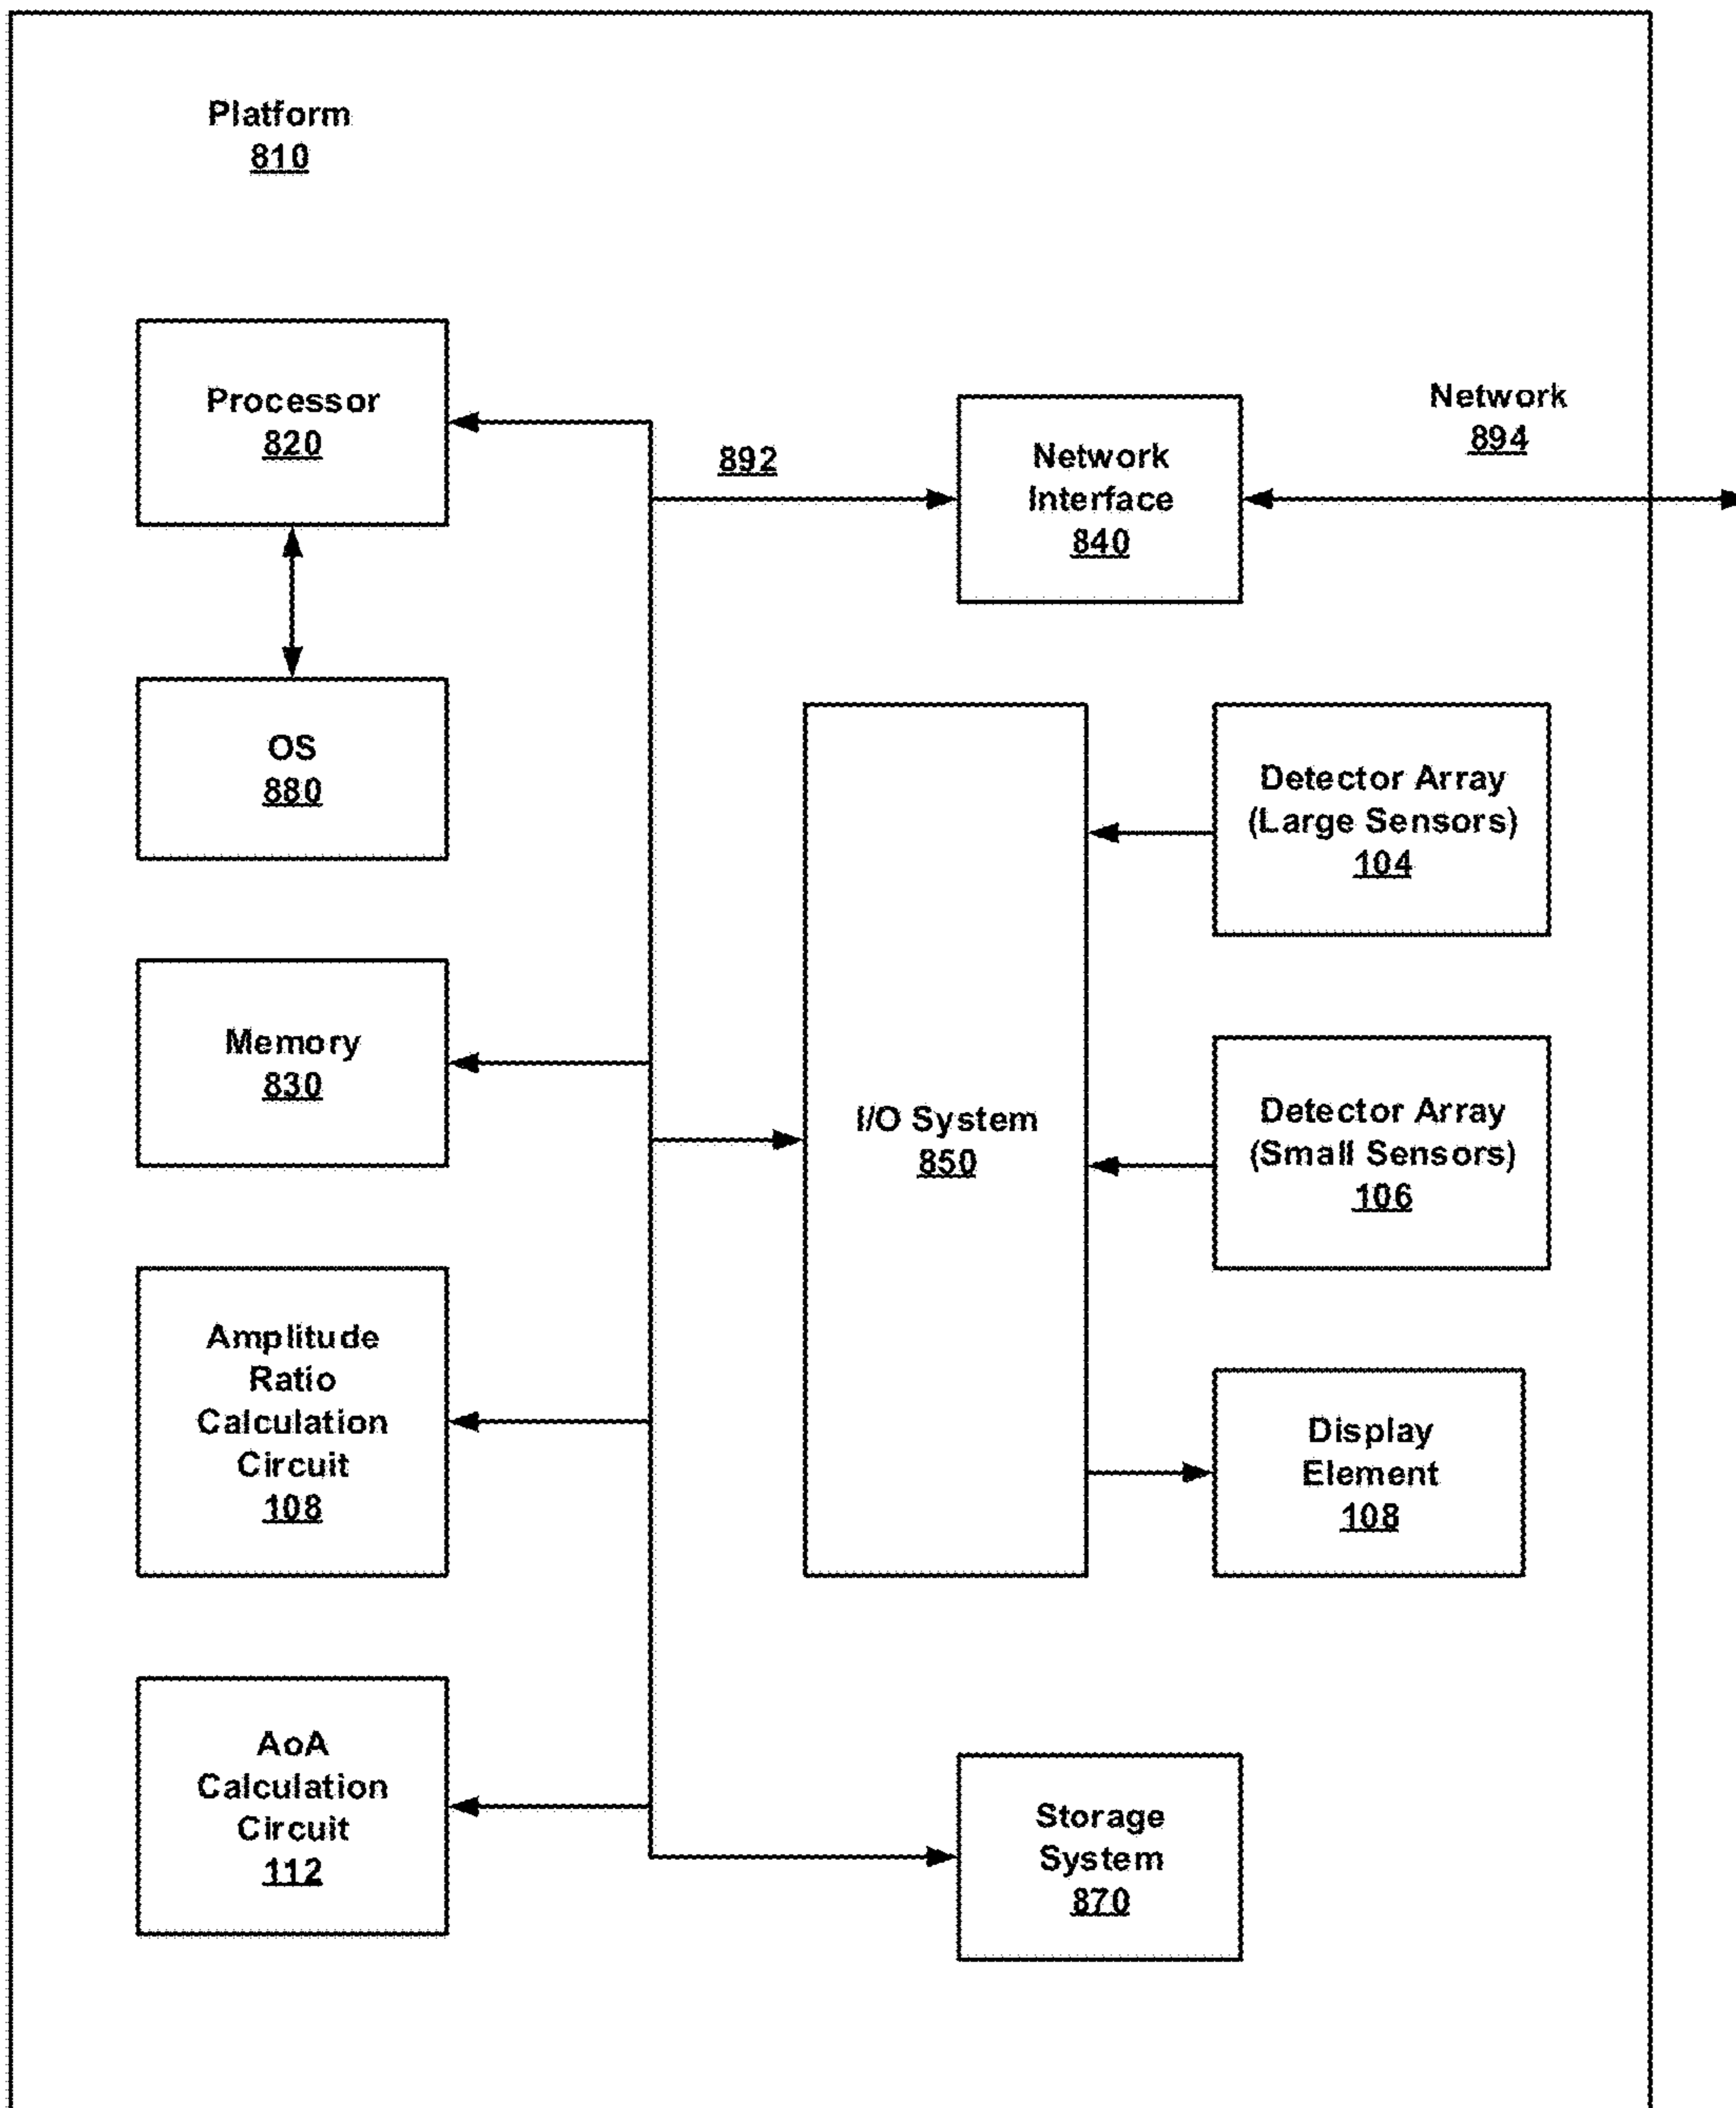 Platform
810
Processor
820
892
Network
Interface
840
Network
894
OS
880
Detector Array
(Large Sensors)
104
Memory
830
I/O System
850
Detector Array
(Small Sensors)
106
Amplitude
Ratio
Calculation
Circuit
108
Display
Element
108
AoA
Calculation
Circuit
112
Storage
System
870